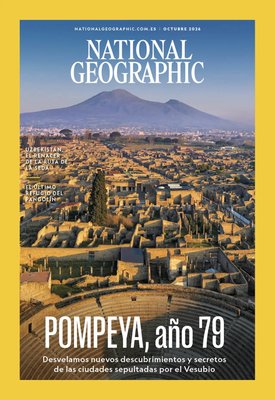 NATIONALGEOGRAPHIC.COM.ES | OCTUBRE 2026
NATIONAL
GEOGRAPHIC
UZBEKISTÁN
EL RENACER
DE LA RUTA DE
LA SEDA
EL ÚLTIMO
REFUGIO DEL
PANGOLÍN
POMPEYA, año 79
Desvelamos nuevos descubrimientos y secretos
de las ciudades sepultadas por el Vesubio